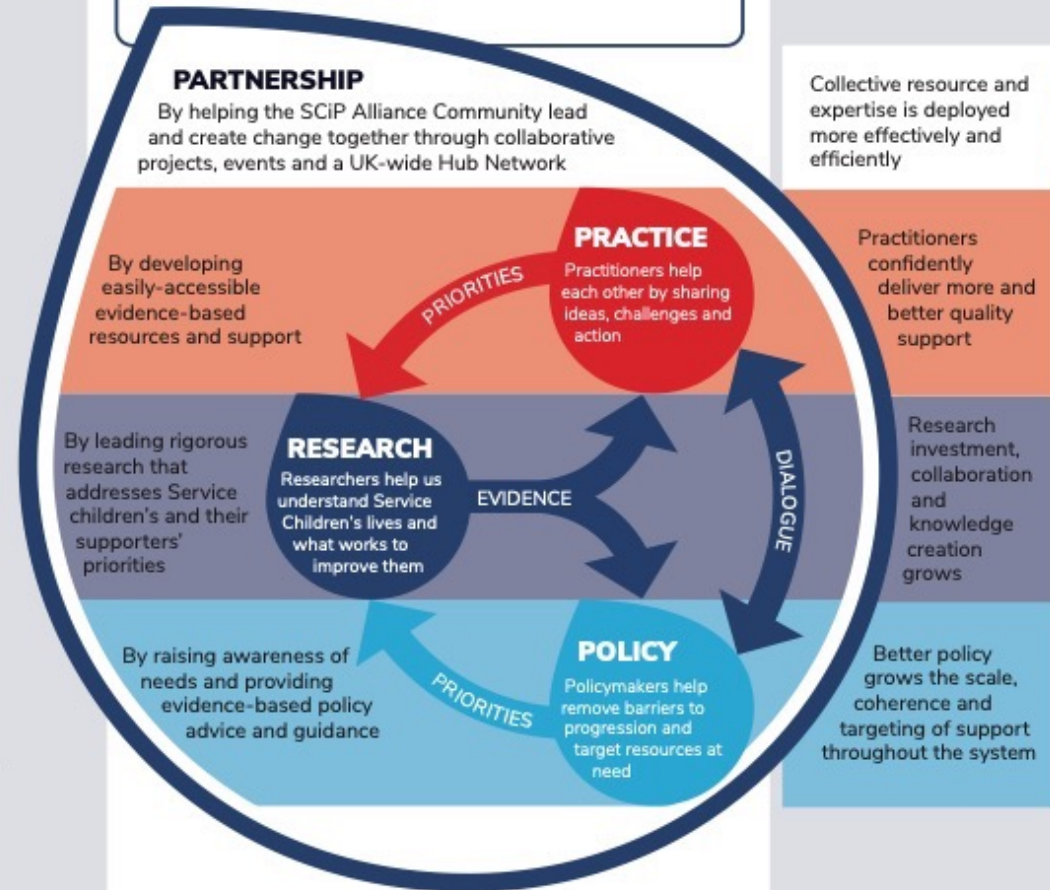 PARTNERSHIP
By helping the SCiP Alliance Community lead
and create change together through collaborative
projects, events and a UK-wide Hub Network
Collective resource and
expertise is deployed
more effectively and
efficiently
By developing
easily-accessible
evidence-based
resources and support
PRIORITIES
PRACTICE
Practitioners help
each other by sharing
ideas, challenges and
action
Practitioners
confidently
deliver more and
better quality
support
By leading rigorous
research that
addresses Service
children's and their
supporters'
priorities
RESEARCH
Researchers help us
understand Service
Children's lives and
what works to
improve them
EVIDENCE
DIALOGUE
Research
investment,
collaboration
and
knowledge
creation
grows
By raising awareness of
needs and providing
evidence-based policy
advice and guidance
PRIORITIES
POLICY
Policymakers help
remove barriers to
progression and
target resources at
need
Better policy
grows the scale,
coherence and
targeting of support
throughout the system